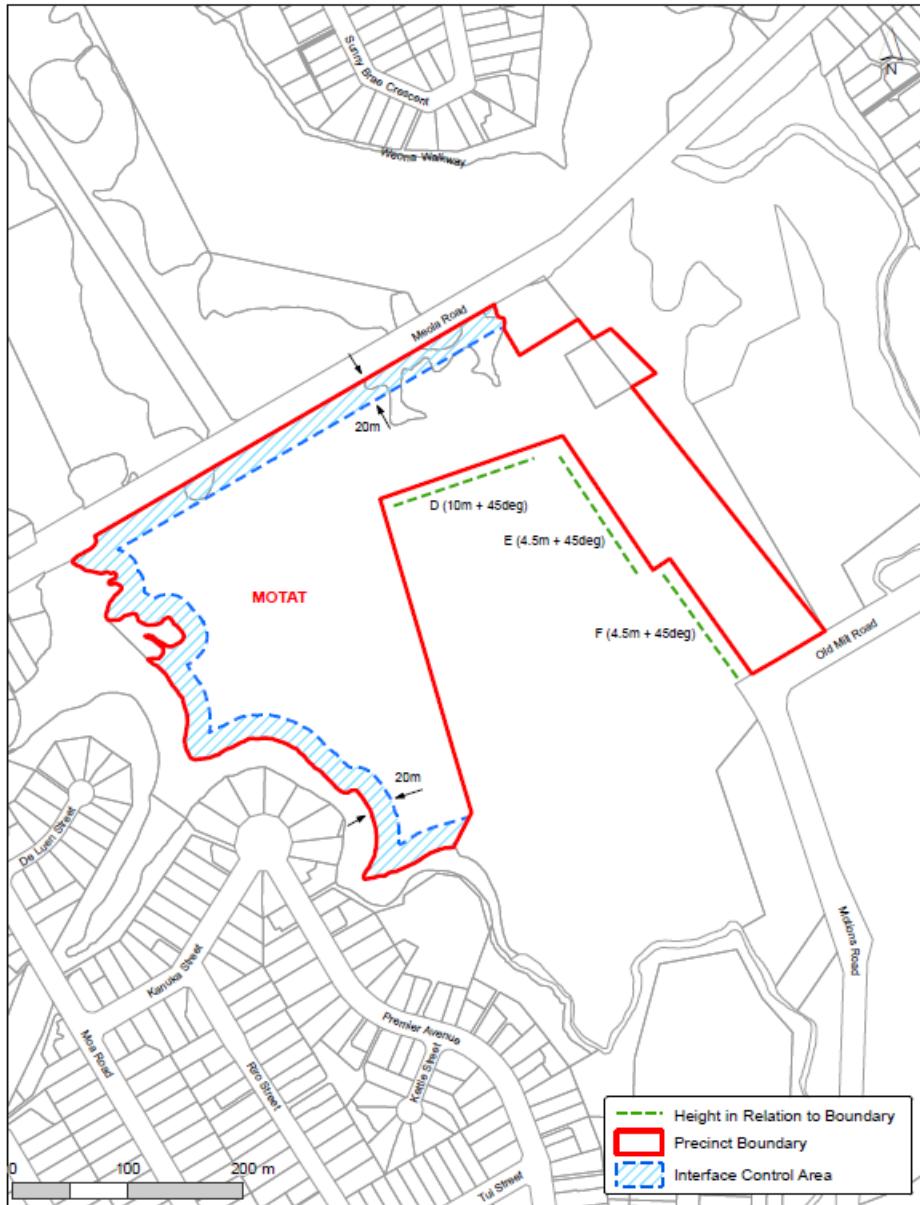 Sunny Brae Crescent
N
Weona Walkway
Meola Road
20m
D (10m + 45deg)
E (4.5m + 45deg)
MOTAT
F (4.5m + 45deg)
Old Mill Road
20m
De Luen Street
Motions Road
Kanuka Street
Premier Avenue
Moa Road
Riro Street
Kettle Street
Tui Street
0 100 200 m
Height in Relation to Boundary
Precinct Boundary
Interface Control Area